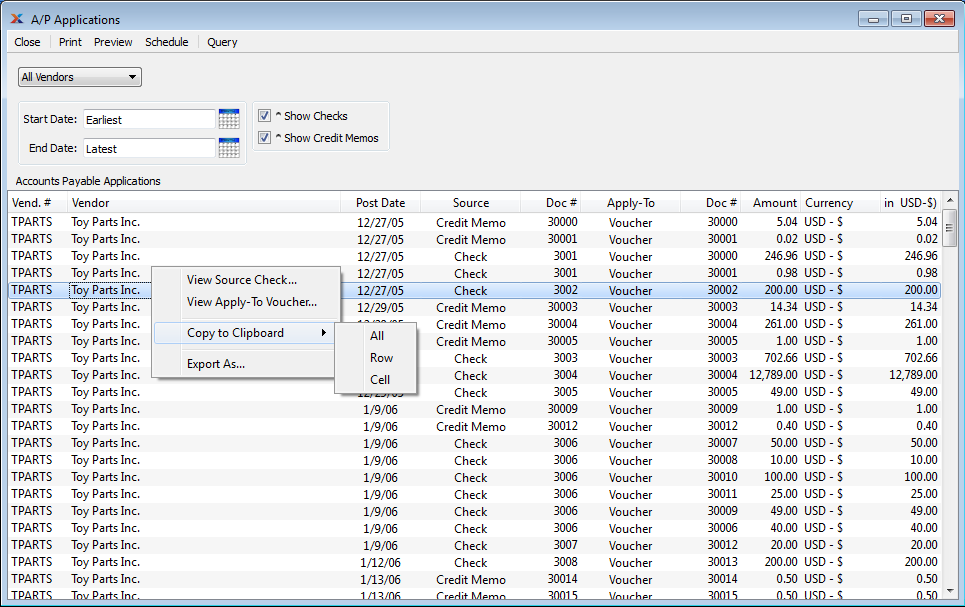 A/P Applications
Close Print Preview Schedule Query
All Vendors
Start Date: Earliest ^ Show Checks
End Date: Latest ^ Show Credit Memos
Accounts Payable Applications
Vend. # Vendor Post Date Source Doc # Apply-To Doc # Amount Currency in USD-$)
TPARTS Toy Parts Inc. 12/27/05 Credit Memo 30000 Voucher 30000 5.04 USD - $ 5.04
TPARTS Toy Parts Inc. 12/27/05 Credit Memo 30001 Voucher 30001 0.02 USD - $ 0.02
TPARTS Toy Parts Inc. 12/27/05 Check 3001 Voucher 30000 246.96 USD - $ 246.96
TPARTS Toy Parts Inc. 12/27/05 Check 3001 Voucher 30001 0.98 USD - $ 0.98
TPARTS Toy Parts Inc. 12/27/05 Check 3002 Voucher 30002 200.00 USD - $ 200.00
TPARTS Toy Parts Inc. 12/29/05 Credit Memo 30003 Voucher 30003 14.34 USD - $ 14.34
TPARTS Toy Parts Inc. Credit Memo 30004 Voucher 30004 261.00 USD - $ 261.00
TPARTS Toy Parts Inc. Credit Memo 30005 Voucher 30005 1.00 USD - $ 1.00
TPARTS Toy Parts Inc. Check 3003 Voucher 30003 702.66 USD - $ 702.66
TPARTS Toy Parts Inc. Check 3004 Voucher 30004 12,789.00 USD - $ 12,789.00
TPARTS Toy Parts Inc. Check 3005 Voucher 30005 49.00 USD - $ 49.00
TPARTS Toy Parts Inc. 1/9/06 Credit Memo 30009 Voucher 30009 1.00 USD - $ 1.00
TPARTS Toy Parts Inc. 1/9/06 Credit Memo 30012 Voucher 30012 0.40 USD - $ 0.40
TPARTS Toy Parts Inc. 1/9/06 Check 3006 Voucher 30007 50.00 USD - $ 50.00
TPARTS Toy Parts Inc. 1/9/06 Check 3006 Voucher 30008 10.00 USD - $ 10.00
TPARTS Toy Parts Inc. 1/9/06 Check 3006 Voucher 30010 100.00 USD - $ 100.00
TPARTS Toy Parts Inc. 1/9/06 Check 3006 Voucher 30011 25.00 USD - $ 25.00
TPARTS Toy Parts Inc. 1/9/06 Check 3006 Voucher 30009 49.00 USD - $ 49.00
TPARTS Toy Parts Inc. 1/9/06 Check 3006 Voucher 30006 40.00 USD - $ 40.00
TPARTS Toy Parts Inc. 1/9/06 Check 3007 Voucher 30012 20.00 USD - $ 20.00
TPARTS Toy Parts Inc. 1/12/06 Check 3008 Voucher 30013 200.00 USD - $ 200.00
TPARTS Toy Parts Inc. 1/13/06 Credit Memo 30014 Voucher 30014 0.50 USD - $ 0.50
TPARTS Toy Parts Inc. 1/13/06 Credit Memo 30015 Voucher 30015 0.50 USD - $ 0.50
View Source Check...
View Apply-To Voucher...
Copy to Clipboard
Export As...
All
Row
Cell